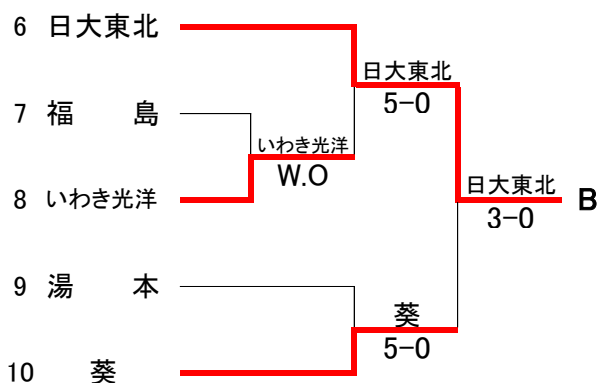 6 日大東北
日大東北
5-0
7 福島
いわき光洋
W.O
8 いわき光洋
日大東北
3-0
B
9 湯本
葵
5-0
10 葵